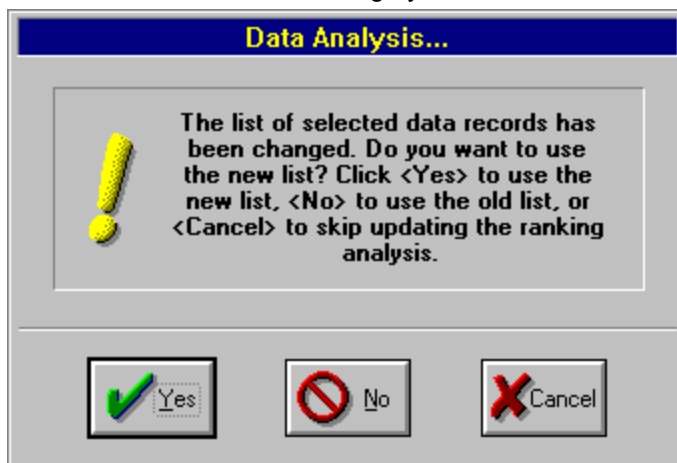 Data Analysis...
The list of selected data records has
been changed. Do you want to use
the new list? Click <Yes> to use the
new list, <No> to use the old list, or
<Cancel> to skip updating the ranking
analysis.
Yes
No
Cancel